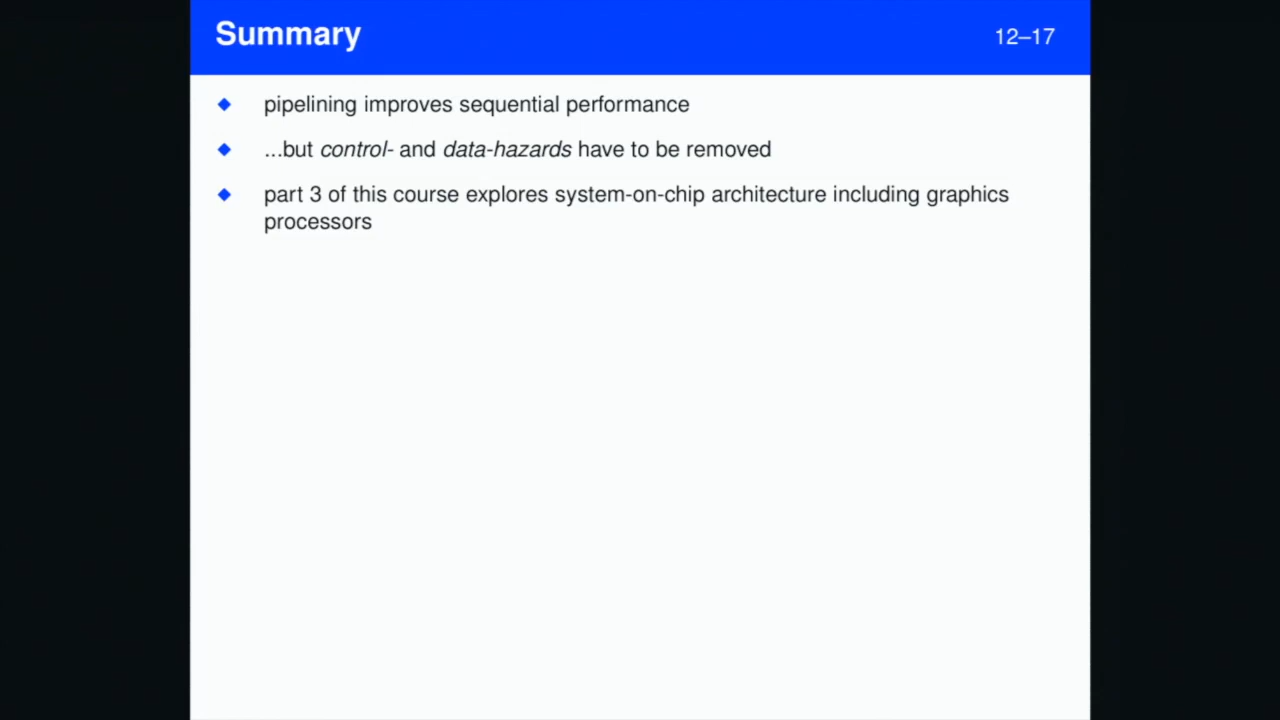 Summary
12–17
pipelining improves sequential performance
...but control- and data-hazards have to be removed
part 3 of this course explores system-on-chip architecture including graphics
processors